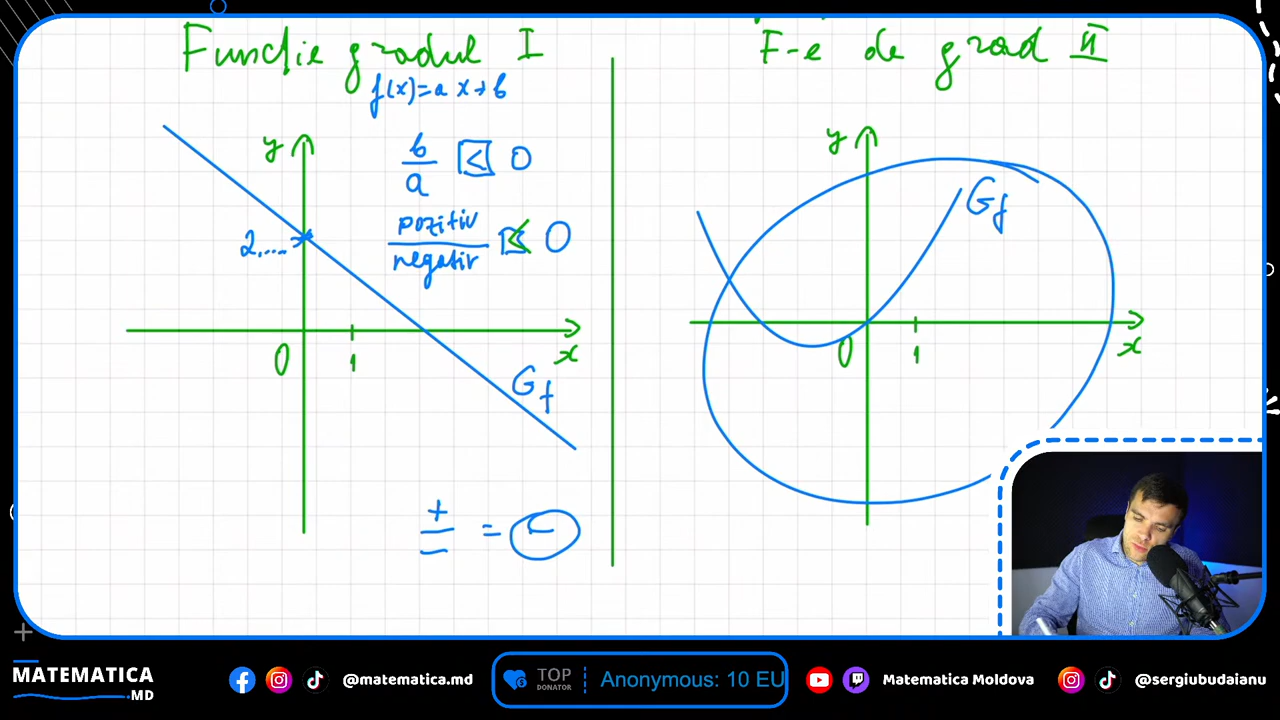 Funcție gradul I
f(x)=ax+b
y
b
a
< 0
pozitiv
negativ
< 0
2
0
1
x
Gf
+
−
= −
F-e de grad II
y
Gf
0
1
x
MATEMATICA
.MD
@matematica.md
TOP
DONATOR
Anonymous: 10 EU
Matematica Moldova
@sergiubudaianu